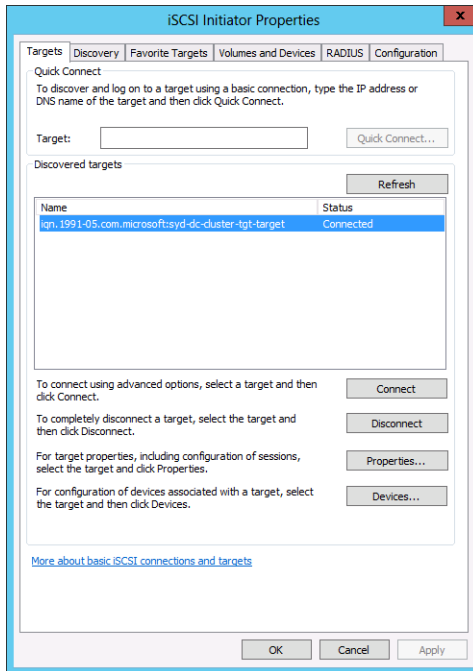 iSCSI Initiator Properties
x
Targets Discovery Favorite Targets Volumes and Devices RADIUS Configuration
Quick Connect
To discover and log on to a target using a basic connection, type the IP address or
DNS name of the target and then click Quick Connect.
Target:
Quick Connect...
Discovered targets
Refresh
Name Status
iqn.1991-05.com.microsoft:syd-dc-cluster-tgt-target Connected
To connect using advanced options, select a target and then
click Connect.
Connect
To completely disconnect a target, select the target and
then click Disconnect.
Disconnect
For target properties, including configuration of sessions,
select the target and click Properties.
Properties...
For configuration of devices associated with a target, select
the target and then click Devices.
Devices...
More about basic iSCSI connections and targets
OK Cancel Apply